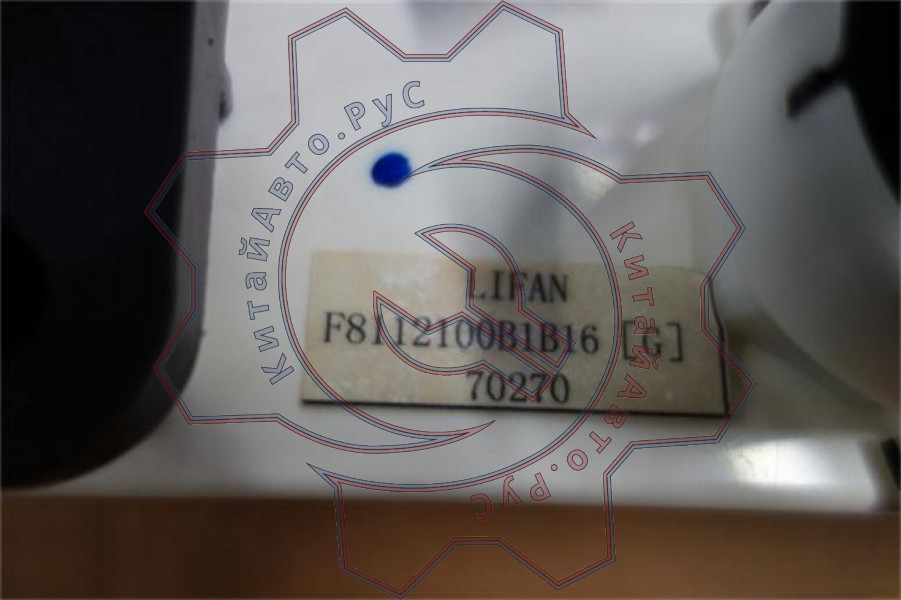 КитайАвто.Рус
КитайАвто.Рус
LIFAN
F8112100B1B16 [G]
70270